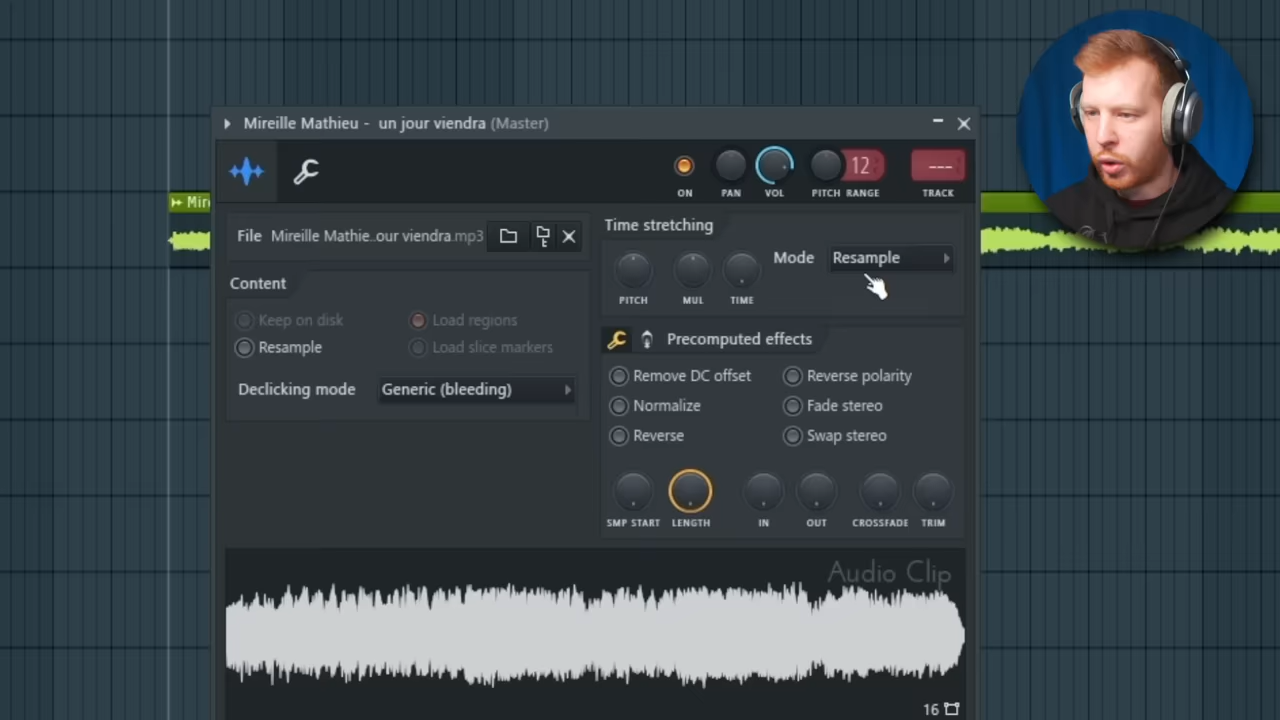 Mireille Mathieu -  un jour viendra (Master)
ON
PAN
VOL
PITCH
12
RANGE
---
TRACK
Mire
File
Mireille Mathie..our viendra.mp3
Content
Keep on disk
Load regions
Resample
Load slice markers
Declicking mode
Generic (bleeding)
Time stretching
PITCH
MUL
TIME
Mode
Resample
Precomputed effects
Remove DC offset
Reverse polarity
Normalize
Fade stereo
Reverse
Swap stereo
SMP START
LENGTH
IN
OUT
CROSSFADE
TRIM
Audio Clip
16